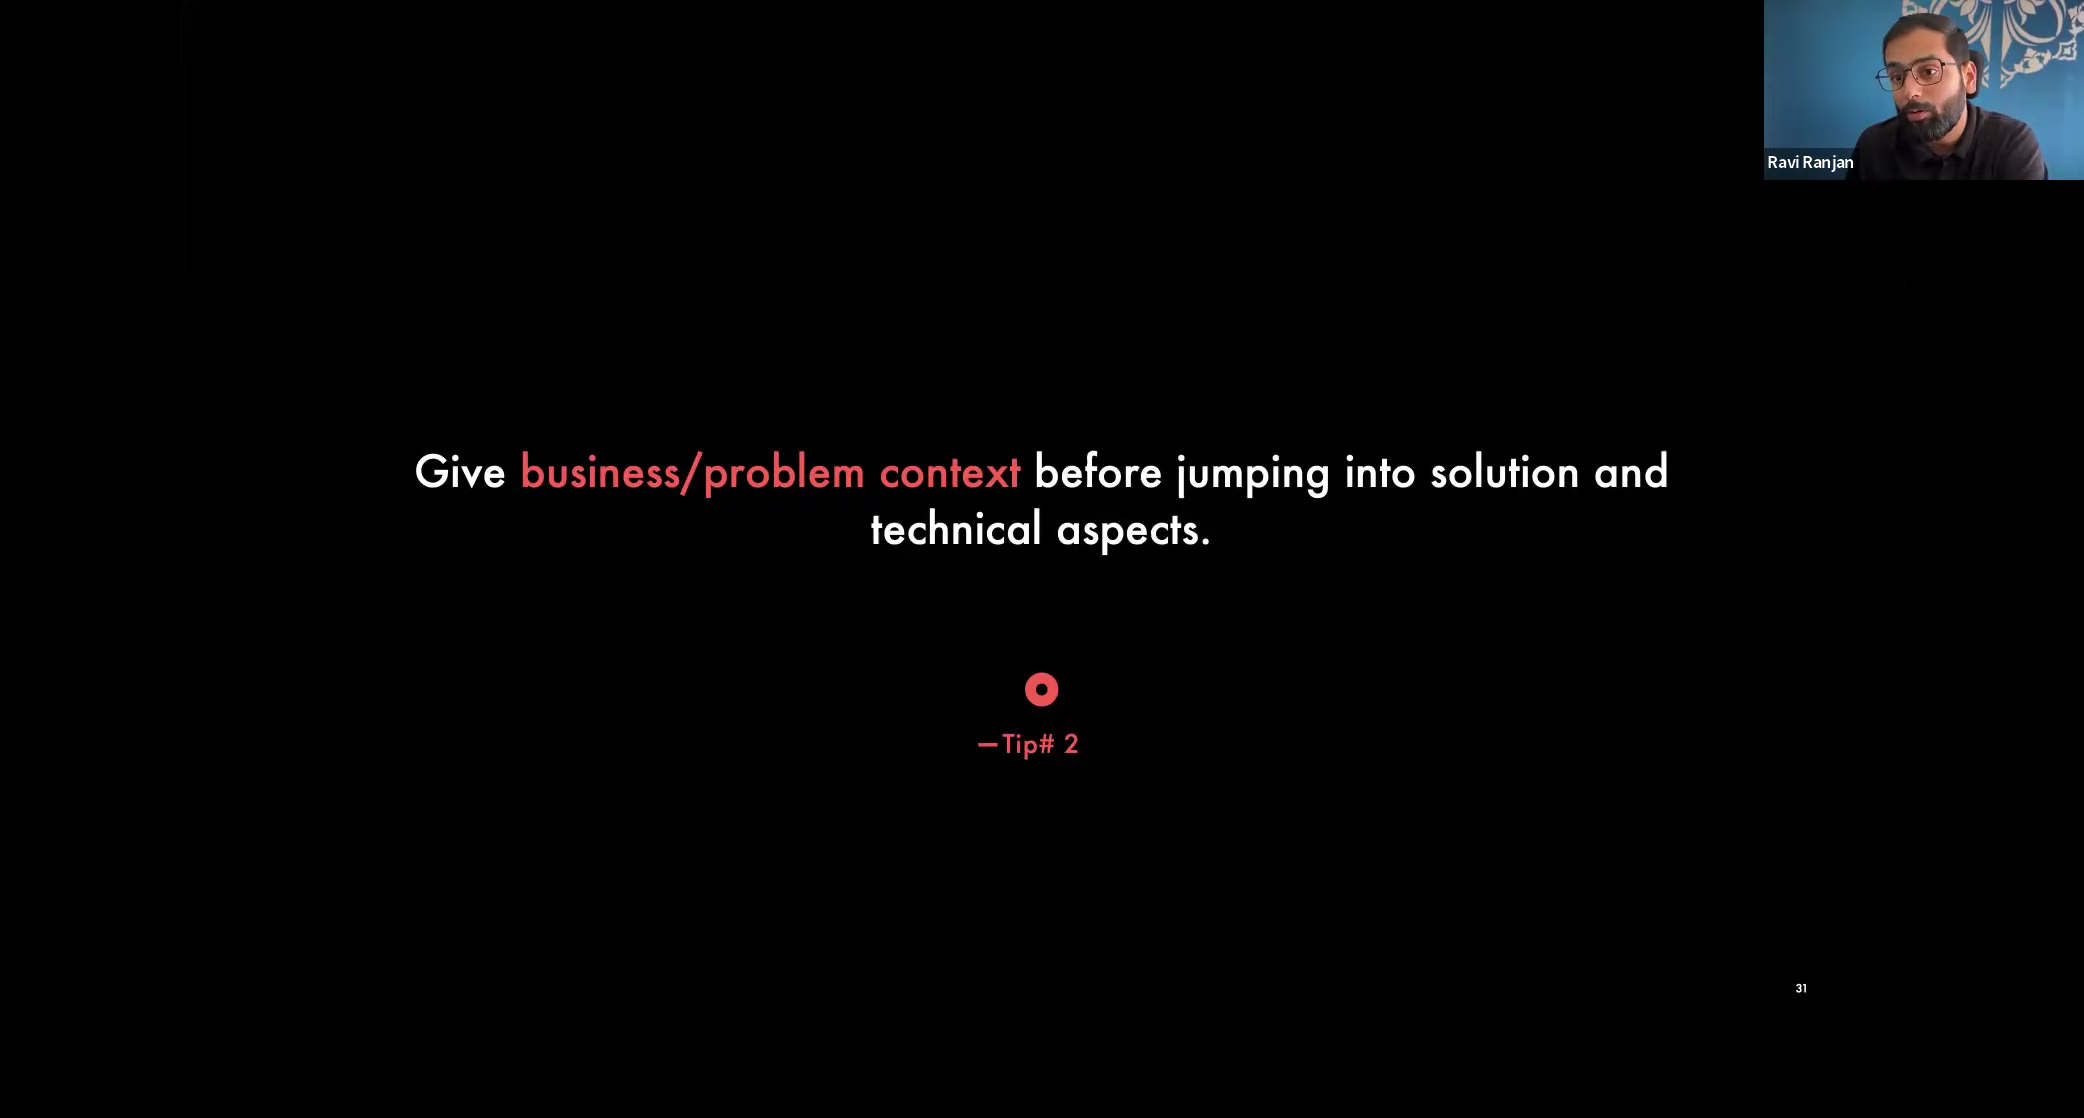 Ravi Ranjan
Give business/problem context before jumping into solution and
technical aspects.
—Tip# 2
31